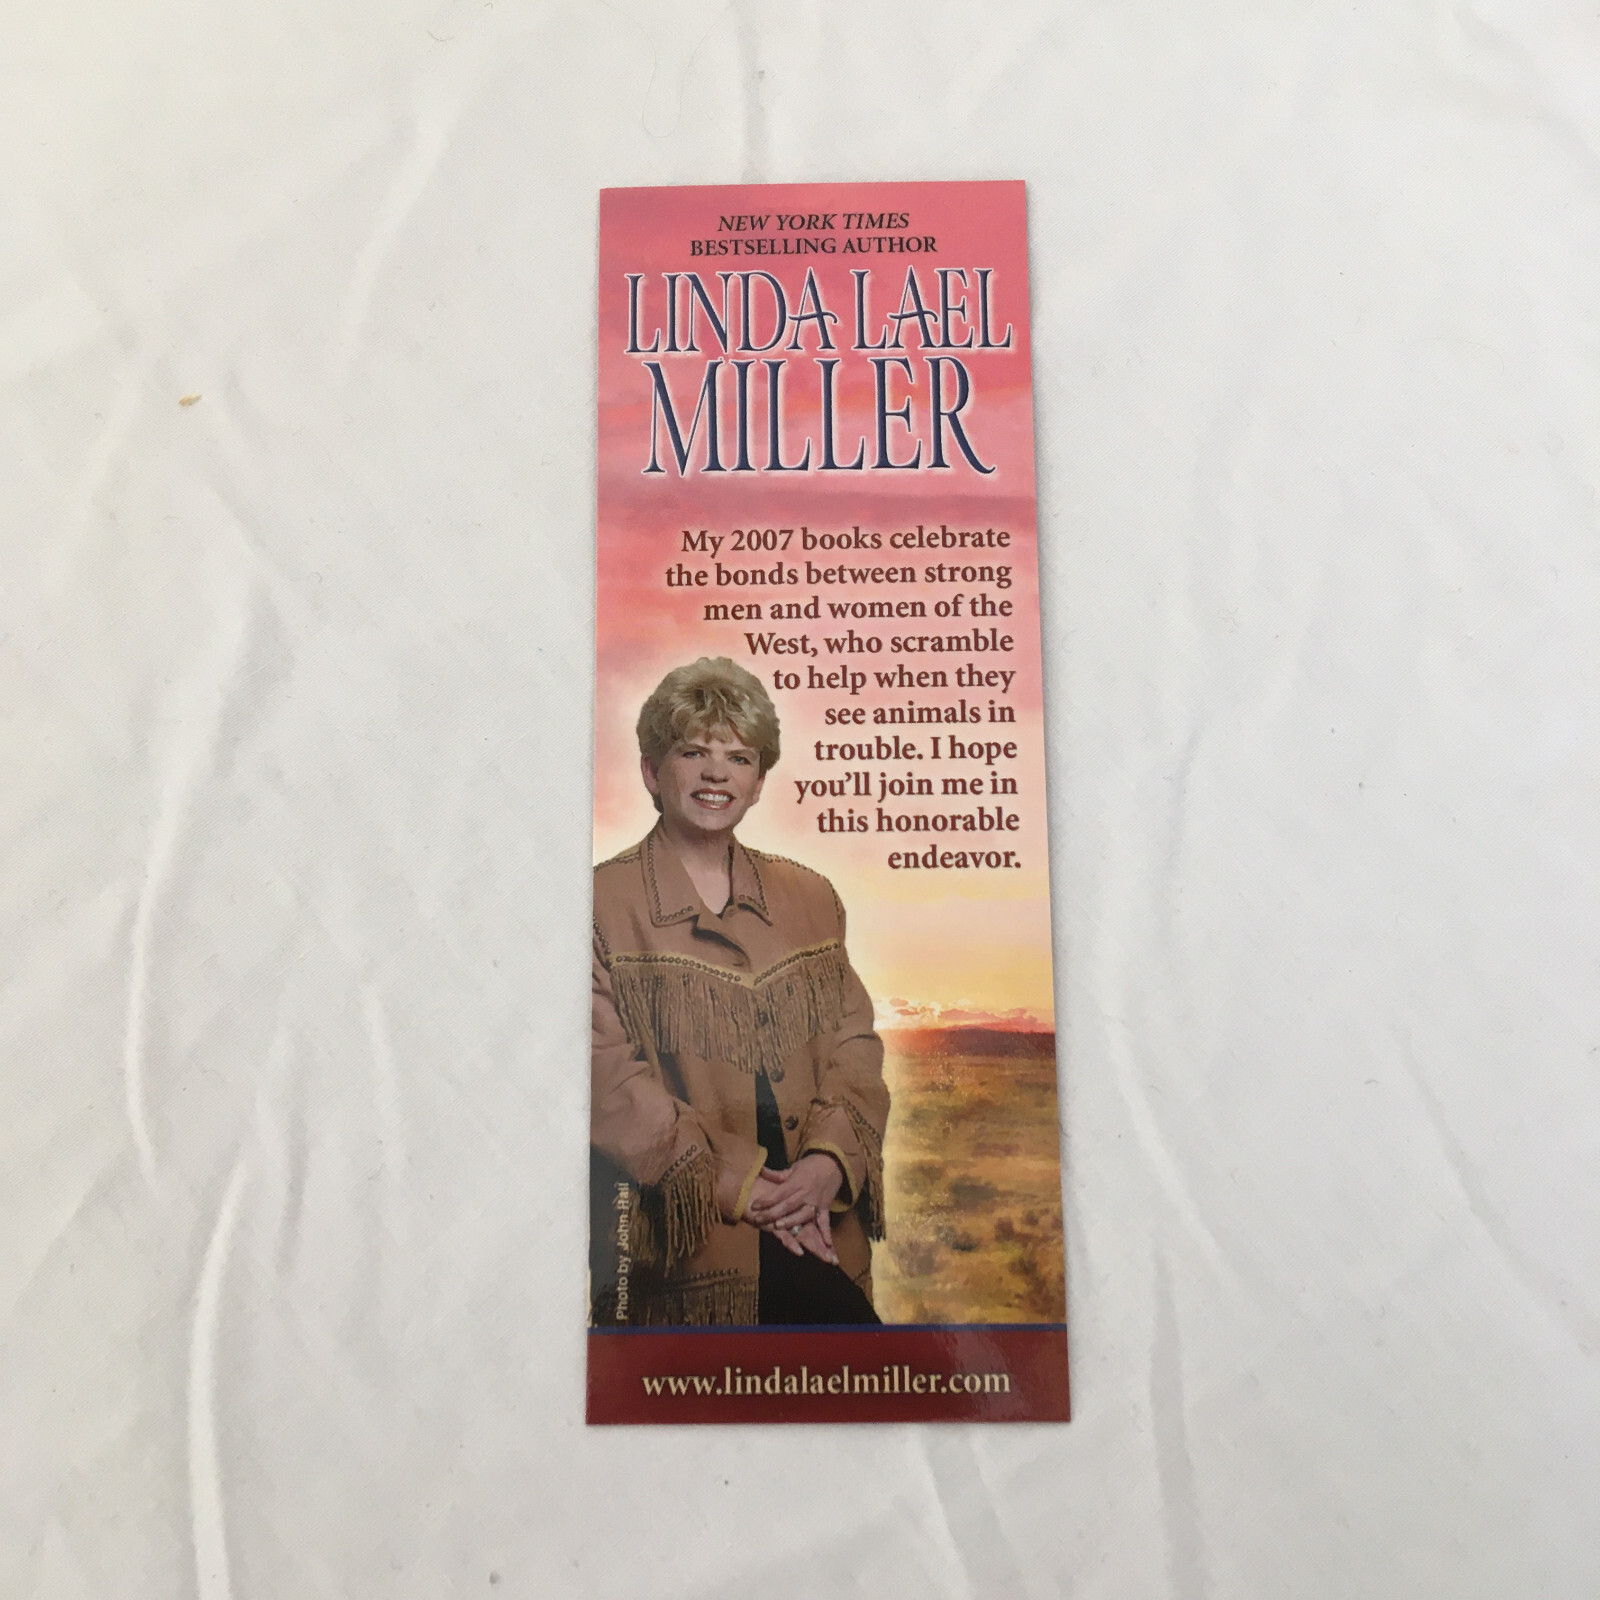 NEW YORK TIMES
BESTSELLING AUTHOR
LINDA LAEL
MILLER
My 2007 books celebrate
the bonds between strong
men and women of the
West, who scramble
to help when they
see animals in
trouble. I hope
you'll join me in
this honorable
endeavor.
Photo by John Hall
www.lindalaelmiller.com